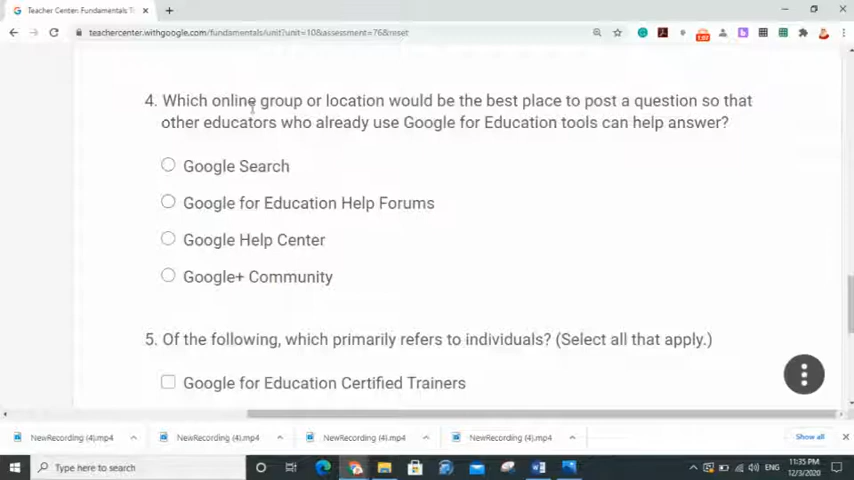 Teacher Center: Fundamentals T
teachercenter.withgoogle.com/fundamentals/unit?unit=10&assessment=76&reset
4. Which online group or location would be the best place to post a question so that
other educators who already use Google for Education tools can help answer?
Google Search
Google for Education Help Forums
Google Help Center
Google+ Community
5. Of the following, which primarily refers to individuals? (Select all that apply.)
Google for Education Certified Trainers
NewRecording (4).mp4
NewRecording (4).mp4
NewRecording (4).mp4
NewRecording (4).mp4
Show all
Type here to search
ENG
11:35 PM
12/3/2020